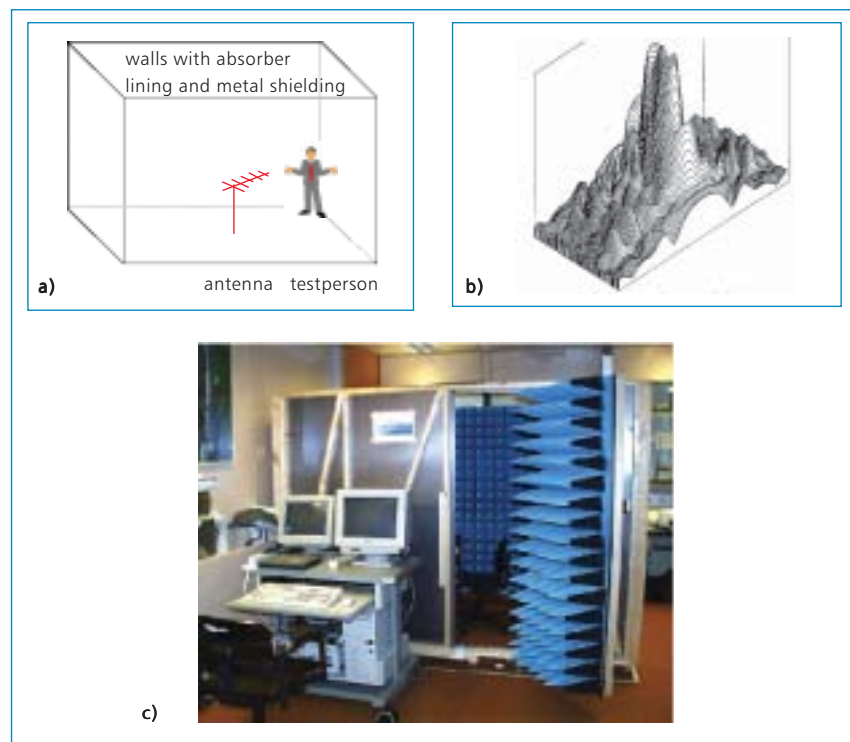 walls with absorber
lining and metal shielding
a)
antenna testperson
b)
c)